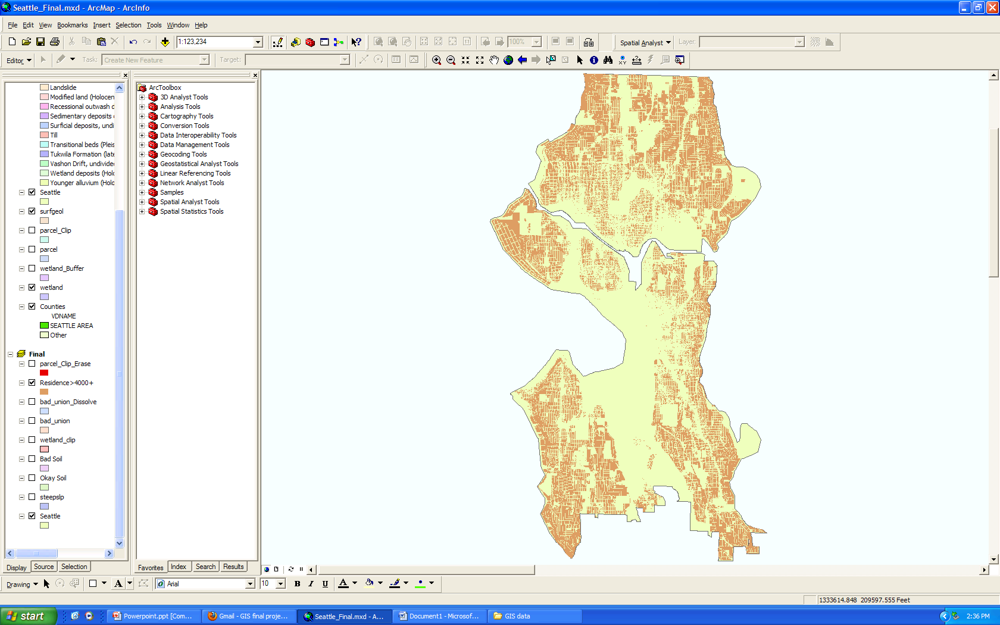 Seattle_Final.mxd - ArcMap - ArcInfo
File Edit View Bookmarks Insert Selection Tools Window Help
1:123,234
100%
Spatial Analyst
Layer:
Editor
Task:
Create New Feature
Target:
Landslide
Modified land (Holocen
Recessional outwash d
Sedimentary deposits
Surficial deposits, undi
Till
Transitional beds (Pleis
Tukwila Formation (late
Vashon Drift, undivided
Wetland deposits (Holo
Younger alluvium (Holo
Seattle
surfgeol
parcel_Clip
parcel
wetland_Buffer
wetland
Counties
VDNAME
SEATTLE AREA
Other
Final
parcel_Clip_Erase
Residence>4000+
bad_union_Dissolve
bad_union
wetland_clip
Bad Soil
Okay Soil
steepslp
Seattle
Display Source Selection
ArcToolbox
3D Analyst Tools
Analysis Tools
Cartography Tools
Conversion Tools
Data Interoperability Tools
Data Management Tools
Geocoding Tools
Geostatistical Analyst Tools
Linear Referencing Tools
Network Analyst Tools
Samples
Spatial Analyst Tools
Spatial Statistics Tools
Favorites Index Search Results
Drawing
A
Arial
10
B I U A
1333614.848 209597.555 Feet
start
Powerpoint.ppt [Com...
Gmail - GIS final proje...
Seattle_Final.mxd - A...
Document1 - Microsof...
GIS data
2:36 PM